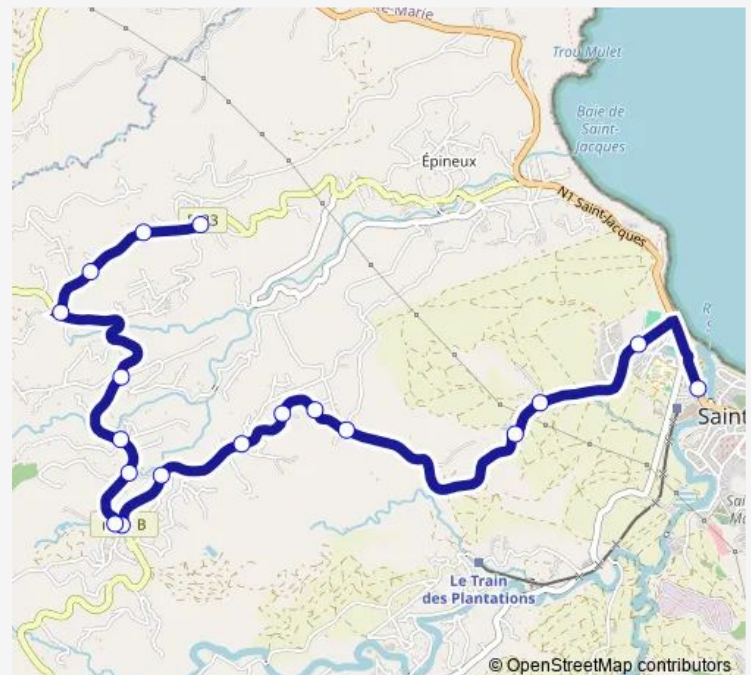 Trou Mulet
Baie de
Saint-
Jacques
Épineux
N1 Saint-Jacques
Saint
Le Train
des Plantations
B
© OpenStreetMap contributors